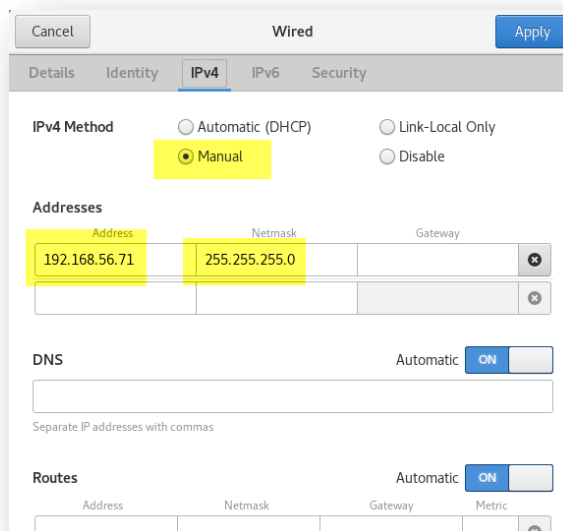 Cancel Wired Apply
Details Identity IPv4 IPv6 Security
IPv4 Method Automatic (DHCP) Link-Local Only
Manual Disable
Addresses
Address Netmask Gateway
192.168.56.71 255.255.255.0
DNS Automatic ON
Separate IP addresses with commas
Routes Automatic ON
Address Netmask Gateway Metric